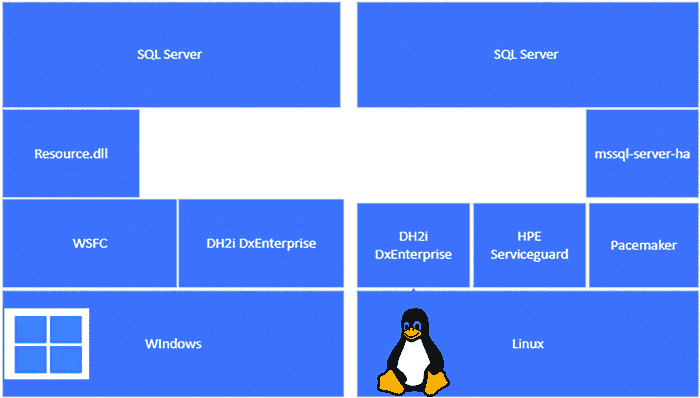 SQL Server
SQL Server
Resource.dll
mssql-server-ha
WSFC
DH2i DxEnterprise
DH2i
DxEnterprise
HPE
Serviceguard
Pacemaker
WIndows
Linux